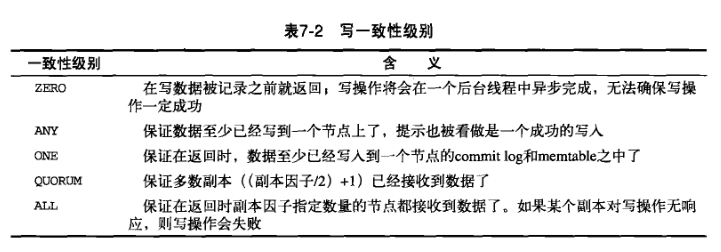 表7-2 写一致性级别
一致性级别 含 义
ZERO 在写数据被记录之前就返回；写操作将会在一个后台线程中异步完成，无法确保写操
作一定成功
ANY 保证数据至少已经写到一个节点上了，提示也被看做是一个成功的写入
ONE 保证在返回时，数据至少已经写入到一个节点的commit log和memtable之中了
QUORUM 保证多数副本（（副本因子/2）+1）已经接收到数据了
ALL 保证在返回时副本因子指定数量的节点都接收到数据了。如果某个副本对写操作无响
应，则写操作会失败